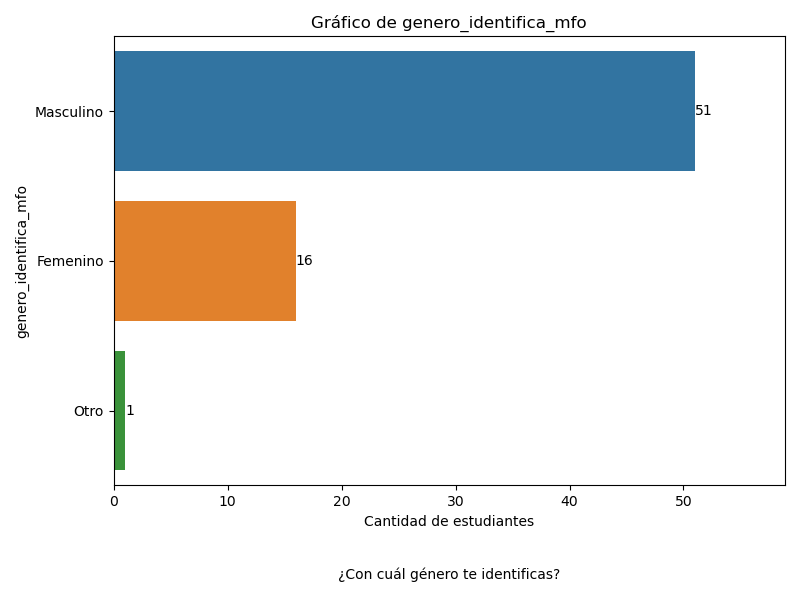 Gráfico de genero_identifica_mfo
Masculino
51
Femenino
16
Otro
1
genero_identifica_mfo
0 10 20 30 40 50
Cantidad de estudiantes
¿Con cuál género te identificas?